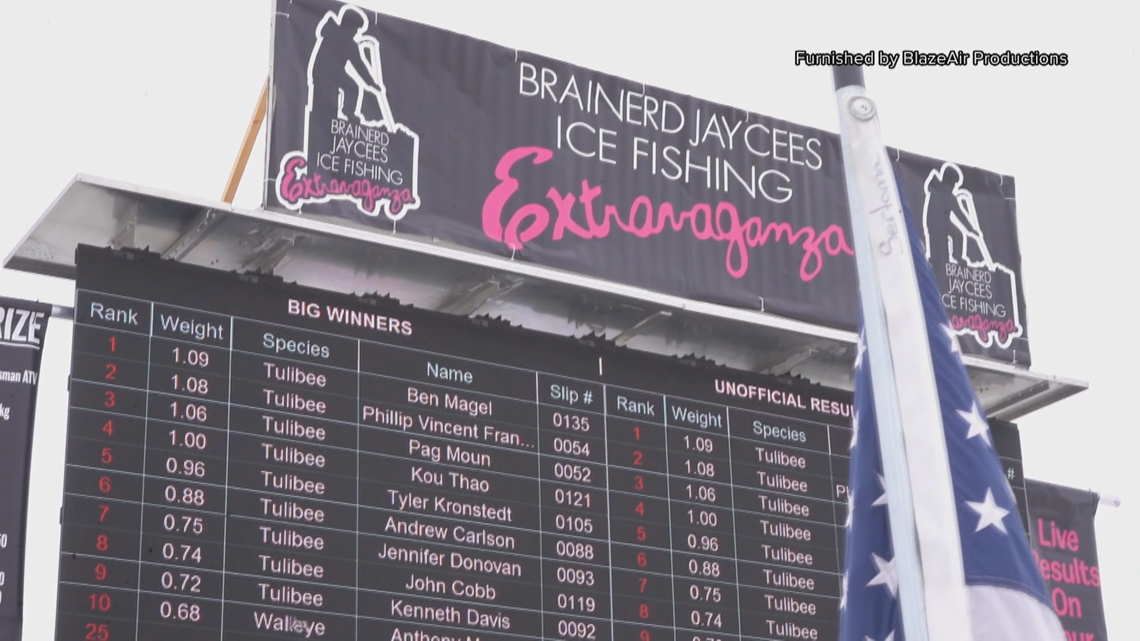 Furnished by BlazeAir Productions
BRAINERD JAYCEES
ICE FISHING
Extravaganza
BRAINERD
JAYCEES
ICE FISHING
Extravaganza
BRAINERD
JAYCEES
ICE FISHING
BIG WINNERS
Rank Weight Species Name Slip #
1 1.09 Tulibee Ben Magel 0135
2 1.08 Tulibee Phillip Vincent Fran... 0054
3 1.06 Tulibee Pag Moun 0052
4 1.00 Tulibee Kou Thao 0121
5 0.96 Tulibee Tyler Kronstedt 0105
6 0.88 Tulibee Andrew Carlson 0088
7 0.75 Tulibee Jennifer Donovan 0093
8 0.74 Tulibee John Cobb 0119
9 0.72 Tulibee Kenneth Davis 0092
10 0.68 Walleye Anthony
25
UNOFFICIAL
Rank Weight Species #
1 1.09 Tulibee
2 1.08 Tulibee
3 1.06 Tulibee
4 1.00 Tulibee
5 0.96 Tulibee
6 0.88 Tulibee
7 0.75 Tulibee
8 0.74
9
Live
Results
On